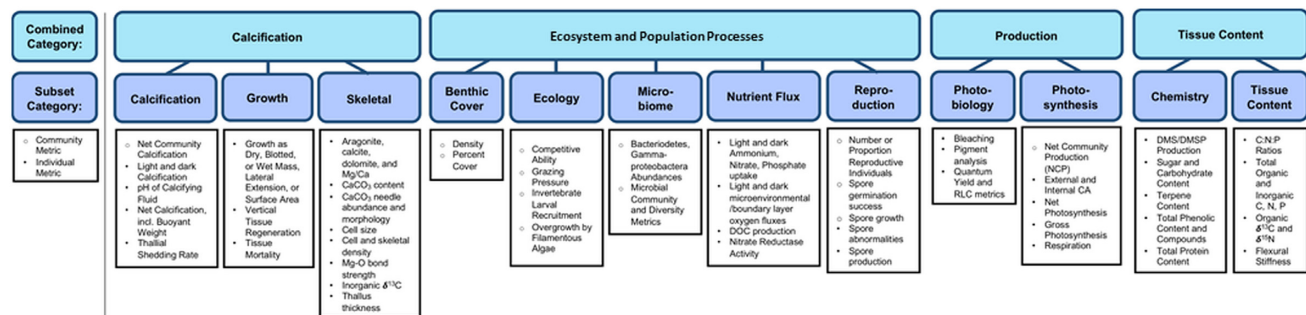 Combined
Category:
Calcification
Ecosystem and Population Processes
Production
Tissue Content
Subset
Category:
Calcification
Growth
Skeletal
Benthic
Cover
Ecology
Micro-
biome
Nutrient Flux
Repro-
duction
Photo-
biology
Photo-
synthesis
Chemistry
Tissue
Content
○ Community
Metric
• Individual
Metric
○ Net Community
Calcification
• Light and dark
Calcification
• pH of Calcifying
Fluid
• Net Calcification,
incl. Buoyant
Weight
• Thallial
Shedding Rate
• Growth as
Dry, Blotted,
or Wet Mass,
Lateral
Extension, or
Surface Area
• Vertical
Tissue
Regeneration
• Tissue
Mortality
• Aragonite,
calcite,
dolomite, and
Mg/Ca
• CaCO₃ content
• CaCO₃ needle
abundance and
morphology
• Cell size
• Cell and skeletal
density
• Mg-O bond
strength
• Inorganic δ¹³C
• Thallus
thickness
○ Density
○ Percent
Cover
○ Competitive
Ability
○ Grazing
Pressure
○ Invertebrate
Larval
Recruitment
○ Overgrowth by
Filamentous
Algae
○ Bacteriodetes,
Gamma-
proteobacteria
Abundances
○ Microbial
Community
and Diversity
Metrics
• Light and dark
Ammonium,
Nitrate, Phosphate
uptake
• Light and dark
microenvironmental
/boundary layer
oxygen fluxes
• DOC production
• Nitrate Reductase
Activity
○ Number or
Proportion
Reproductive
Individuals
○ Spore
germination
success
○ Spore growth
○ Spore
abnormalities
○ Spore
production
• Bleaching
• Pigment
analysis
• Quantum
Yield and
RLC metrics
○ Net Community
Production
(NCP)
• External and
Internal CA
• Net
Photosynthesis
• Gross
Photosynthesis
• Respiration
• DMS/DMSP
Production
• Sugar and
Carbohydrate
Content
• Terpene
Content
• Total Phenolic
Content and
Compounds
• Total Protein
Content
• C:N:P
Ratios
• Total
Organic
and
Inorganic
C, N, P
• Organic
δ¹³C and
δ¹⁵N
• Flexural
Stiffness